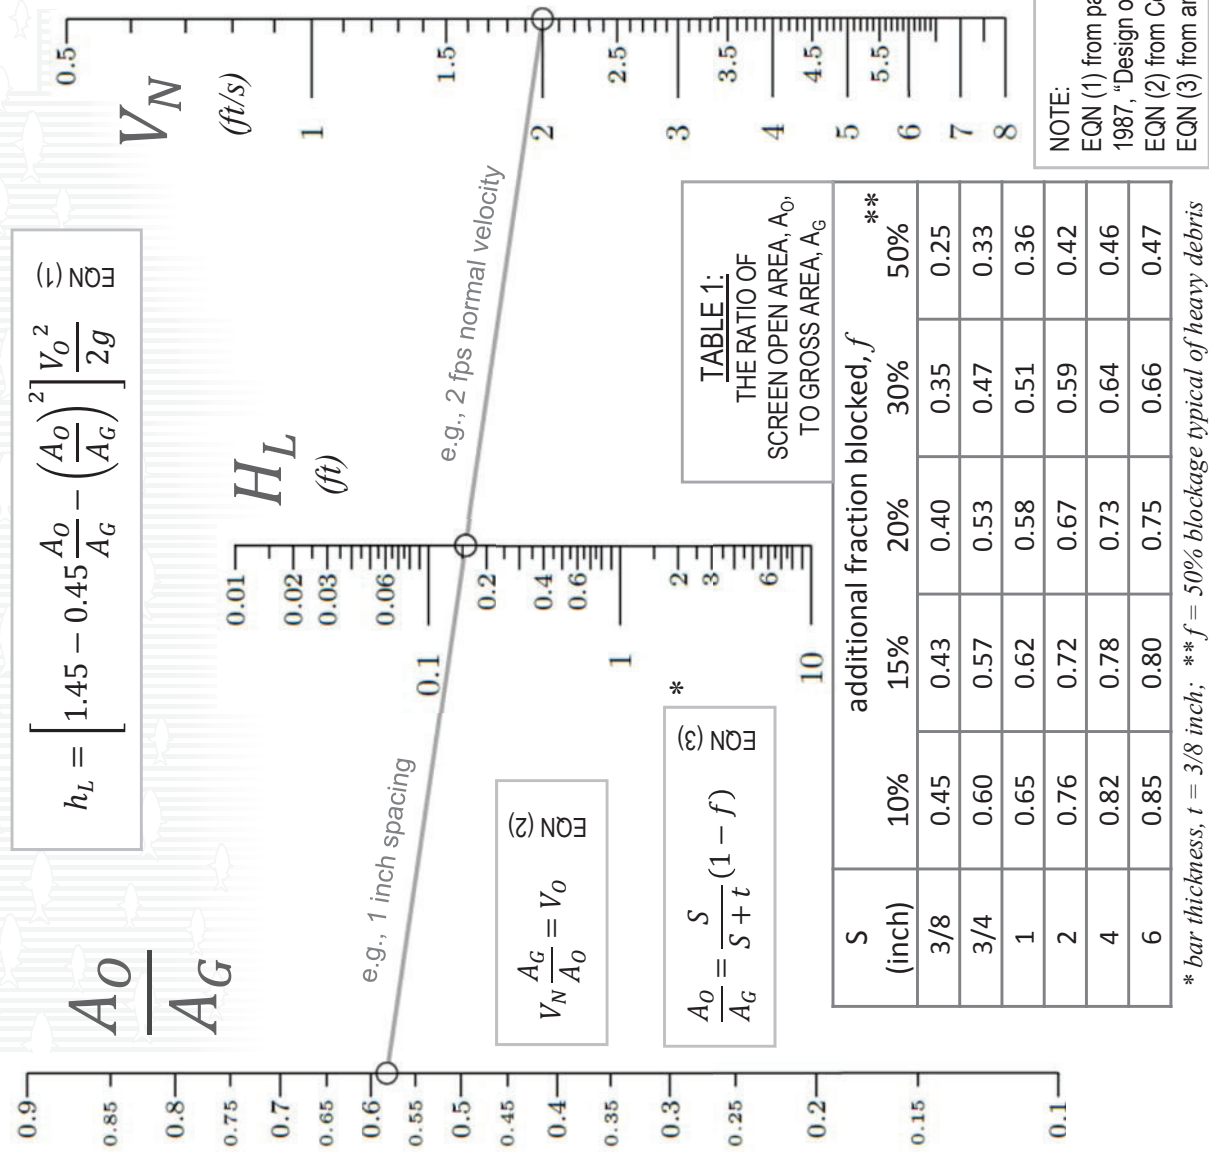 h_L = [1.45 − 0.45 A_O/A_G − (A_O/A_G)²] V_O²/2g
EQN (1)
A_O/A_G
0.9
0.85
0.8
0.75
0.7
0.65
0.6
0.55
0.5
0.45
0.4
0.35
0.3
0.25
0.2
0.15
0.1
e.g., 1 inch spacing
H_L
(ft)
0.01
0.02
0.03
0.06
0.1
0.2
0.4
0.6
1
2
3
6
10
e.g., 2 fps normal velocity
V_N
(ft/s)
0.5
1
1.5
2
2.5
3
3.5
4
4.5
5
5.5
6
7
8
V_N A_G/A_O = V_O
EQN (2)
A_O/A_G = S/(S + t) (1 − f)
EQN (3)
*
TABLE 1:
THE RATIO OF
SCREEN OPEN AREA, A_O,
TO GROSS AREA, A_G
S (inch) additional fraction blocked, f
10% 15% 20% 30% 50% **
3/8 0.45 0.43 0.40 0.35 0.25
3/4 0.60 0.57 0.53 0.47 0.33
1 0.65 0.62 0.58 0.51 0.36
2 0.76 0.72 0.67 0.59 0.42
4 0.82 0.78 0.73 0.64 0.46
6 0.85 0.80 0.75 0.66 0.47
* bar thickness, t = 3/8 inch; ** f = 50% blockage typical of heavy debris
NOTE:
EQN (1) from pa
1987, “Design o
EQN (2) from Co
EQN (3) from ar